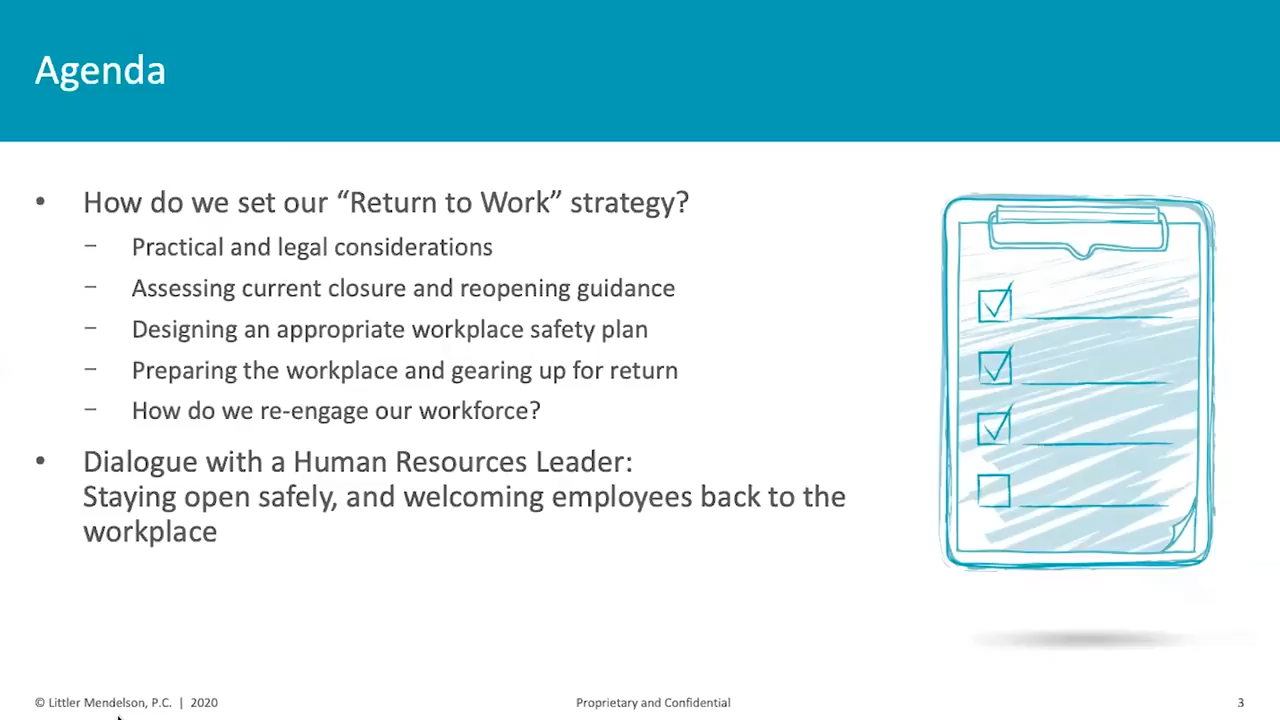 Agenda
• How do we set our “Return to Work” strategy?
– Practical and legal considerations
– Assessing current closure and reopening guidance
– Designing an appropriate workplace safety plan
– Preparing the workplace and gearing up for return
– How do we re-engage our workforce?
• Dialogue with a Human Resources Leader:
Staying open safely, and welcoming employees back to the
workplace
© Littler Mendelson, P.C. | 2020
Proprietary and Confidential
3